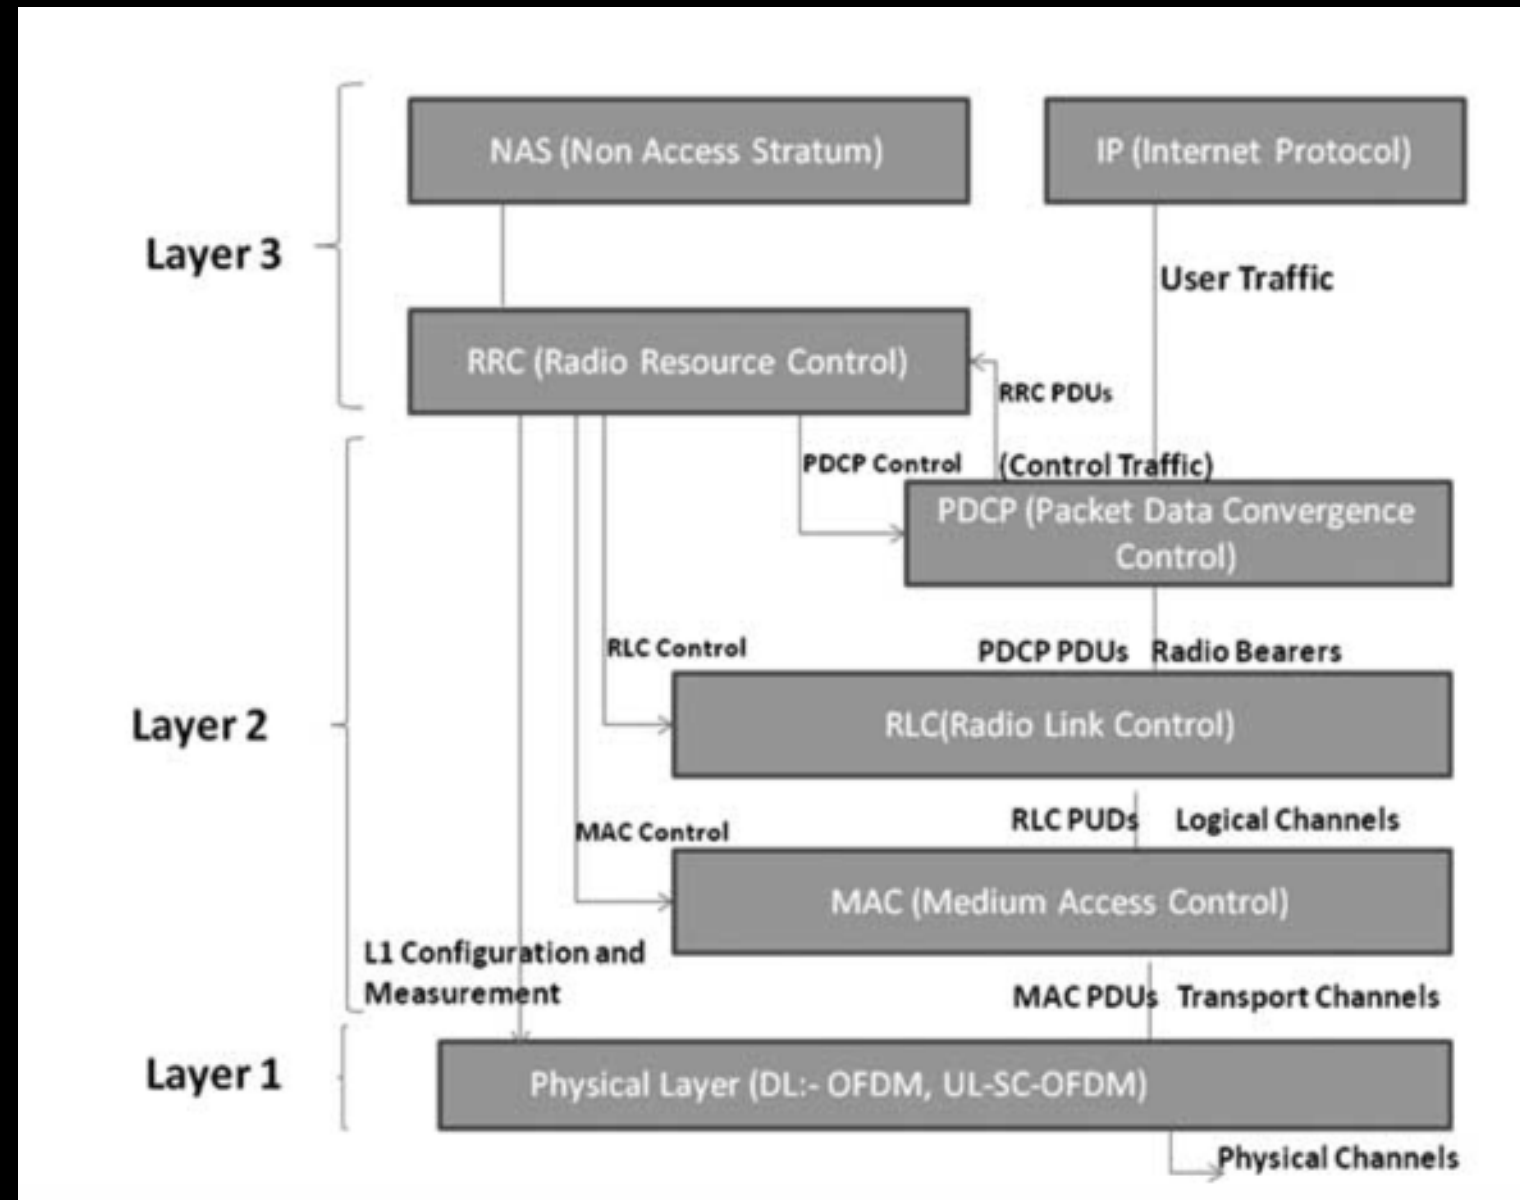 NAS (Non Access Stratum)
IP (Internet Protocol)
Layer 3
User Traffic
RRC (Radio Resource Control)
RRC PDUs
PDCP Control
(Control Traffic)
PDCP (Packet Data Convergence
Control)
RLC Control
PDCP PDUs
Radio Bearers
Layer 2
RLC(Radio Link Control)
RLC PUDs
Logical Channels
MAC Control
MAC (Medium Access Control)
L1 Configuration and
Measurement
MAC PDUs
Transport Channels
Layer 1
Physical Layer (DL:- OFDM, UL-SC-OFDM)
Physical Channels